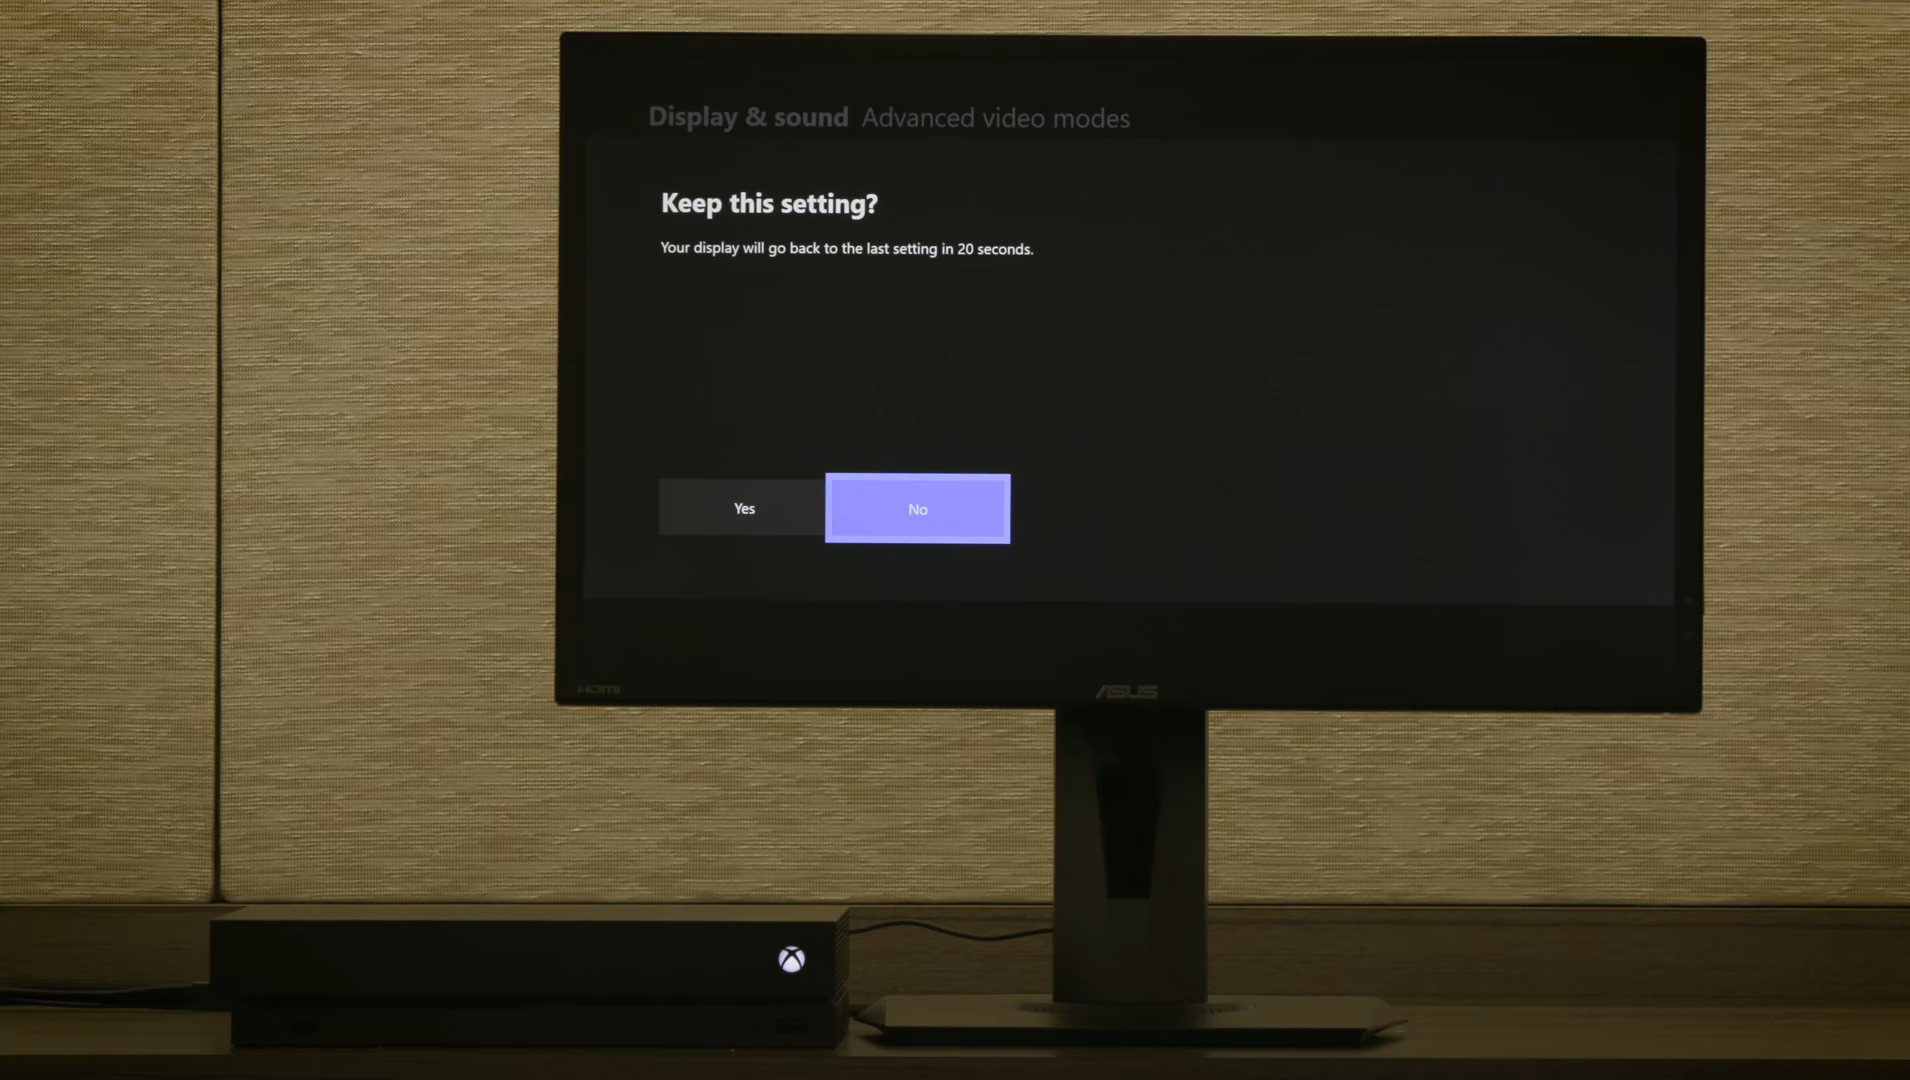 Display & sound Advanced video modes
Keep this setting?
Your display will go back to the last setting in 20 seconds.
Yes
No
HDMI
ASUS